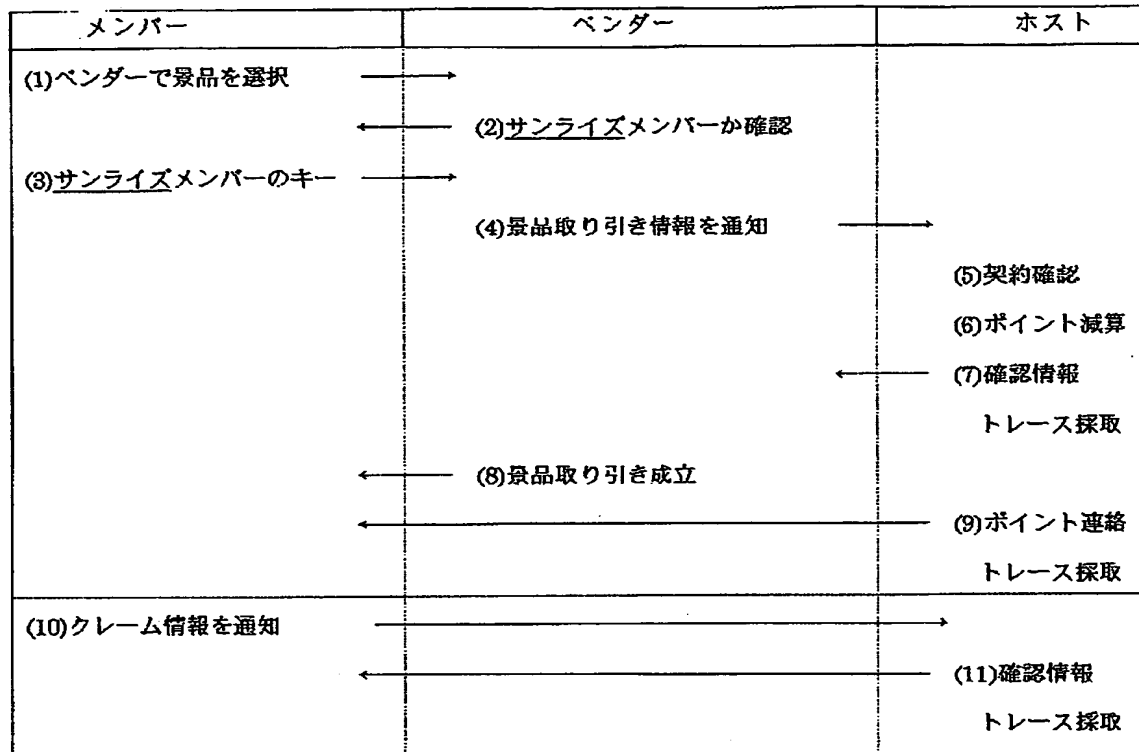 メンバー ベンダー ホスト
(1)ベンダーで景品を選択
(2)サンライズメンバーか確認
(3)サンライズメンバーのキー
(4)景品取り引き情報を通知
(5)契約確認
(6)ポイント減算
(7)確認情報
トレース採取
(8)景品取り引き成立
(9)ポイント連絡
トレース採取
(10)クレーム情報を通知
(11)確認情報
トレース採取